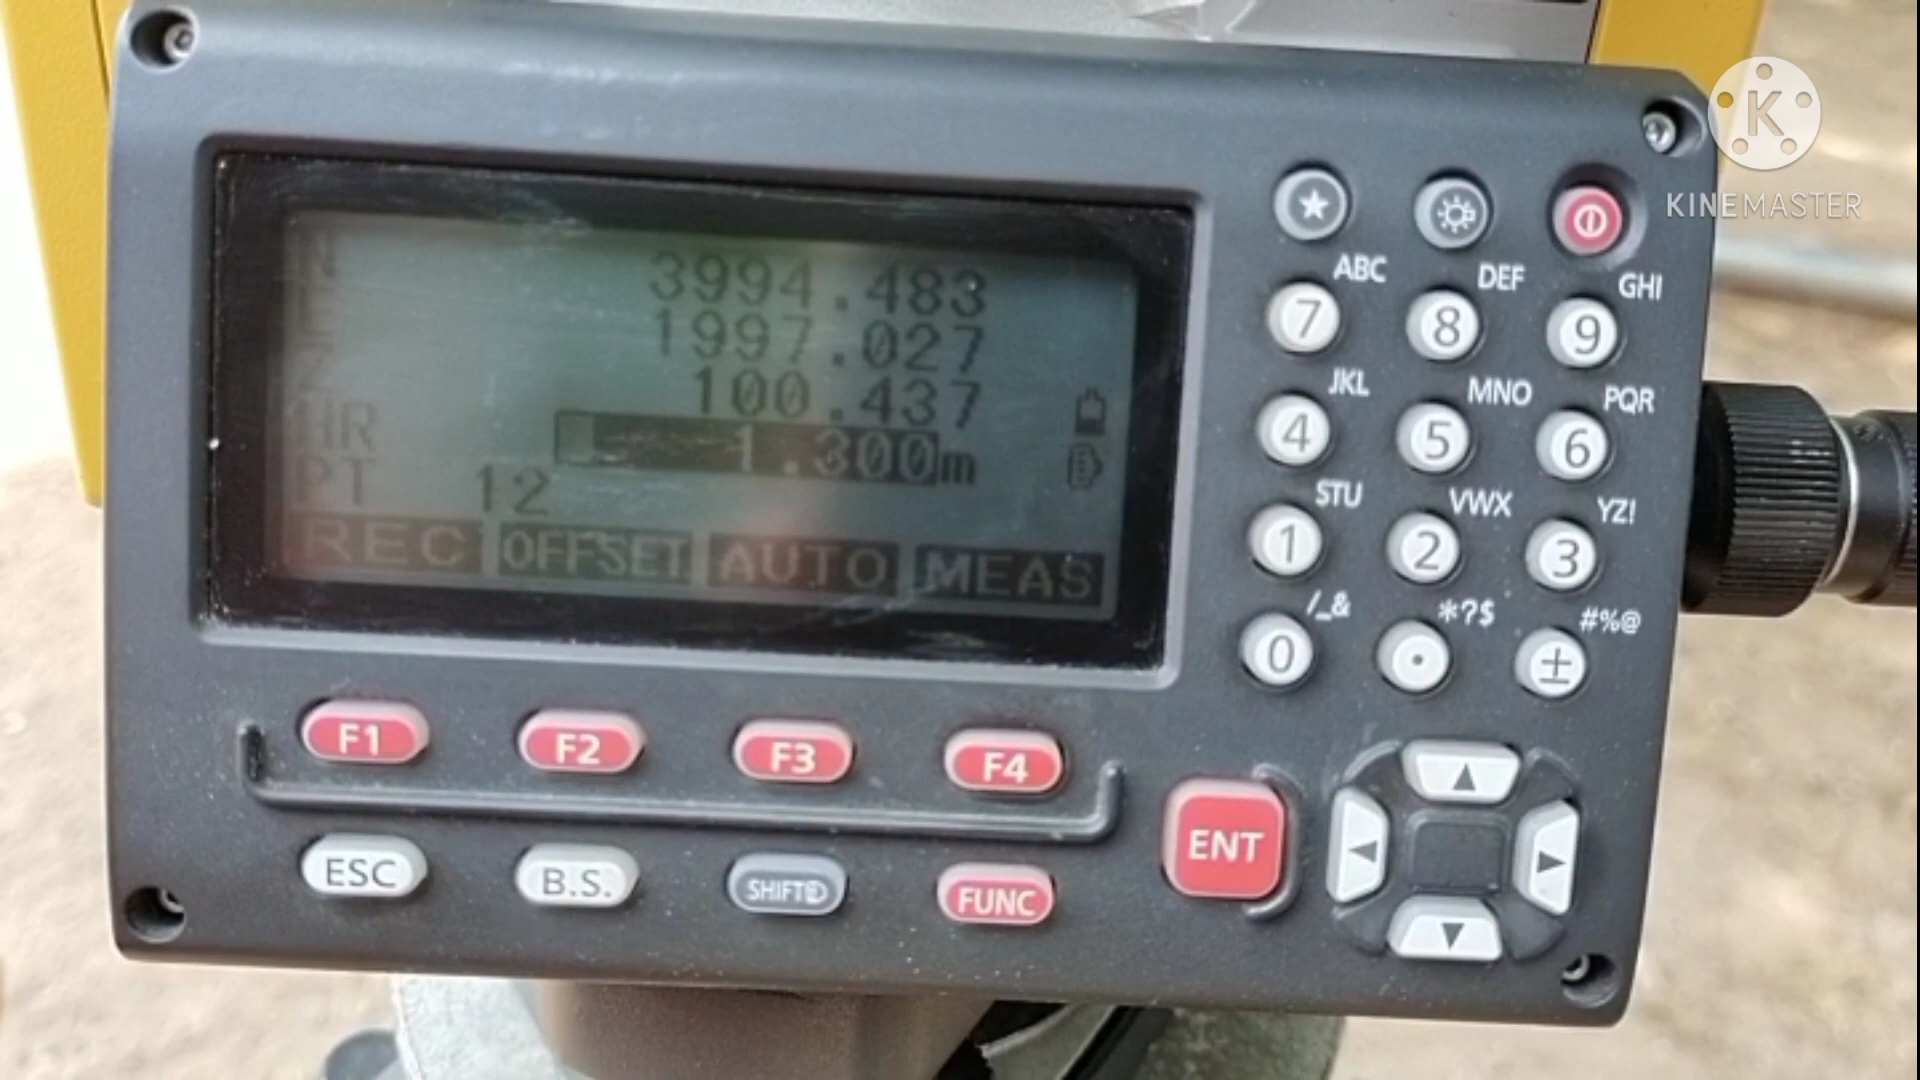 N 3994.483
E 1997.027
Z 100.437
HR 1.300m
PT 12
REC OFFSET AUTO MEAS
K
KINEMASTER
ABC DEF GHI
7 8 9
JKL MNO PQR
4 5 6
STU VWX YZ!
1 2 3
/_& *?$ #%@
0 . ±
F1 F2 F3 F4
ESC B.S. SHIFT FUNC
ENT